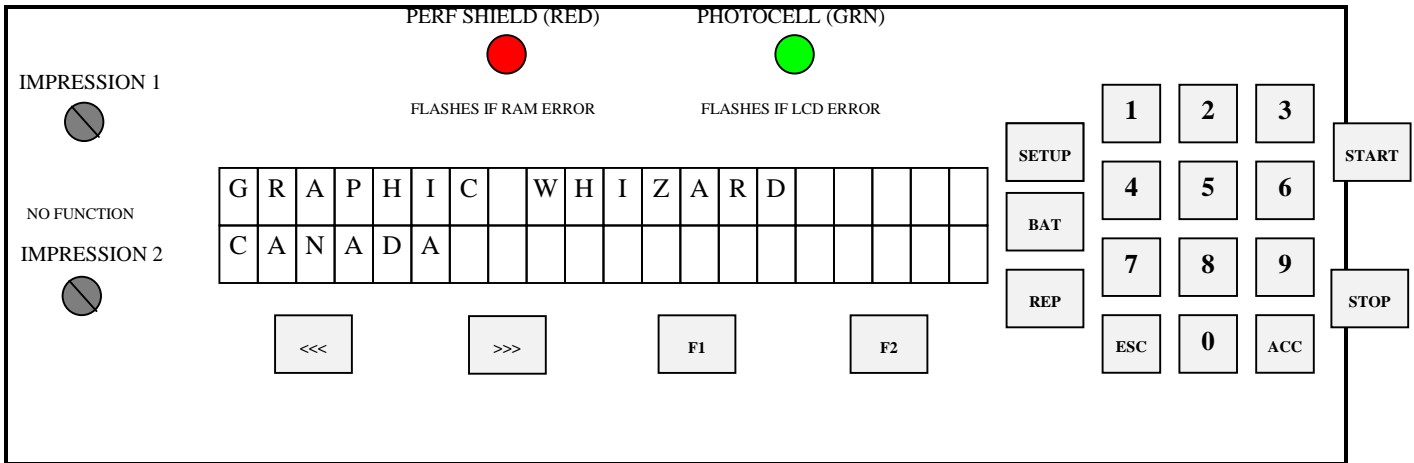 PERF SHIELD (RED)
PHOTOCELL (GRN)
IMPRESSION 1
FLASHES IF RAM ERROR
FLASHES IF LCD ERROR
1 2 3
SETUP
START
GRAPHIC WHIZARD
4 5 6
NO FUNCTION
BAT
CANADA
IMPRESSION 2
7 8 9
REP
STOP
<<< >>> F1 F2
ESC 0 ACC